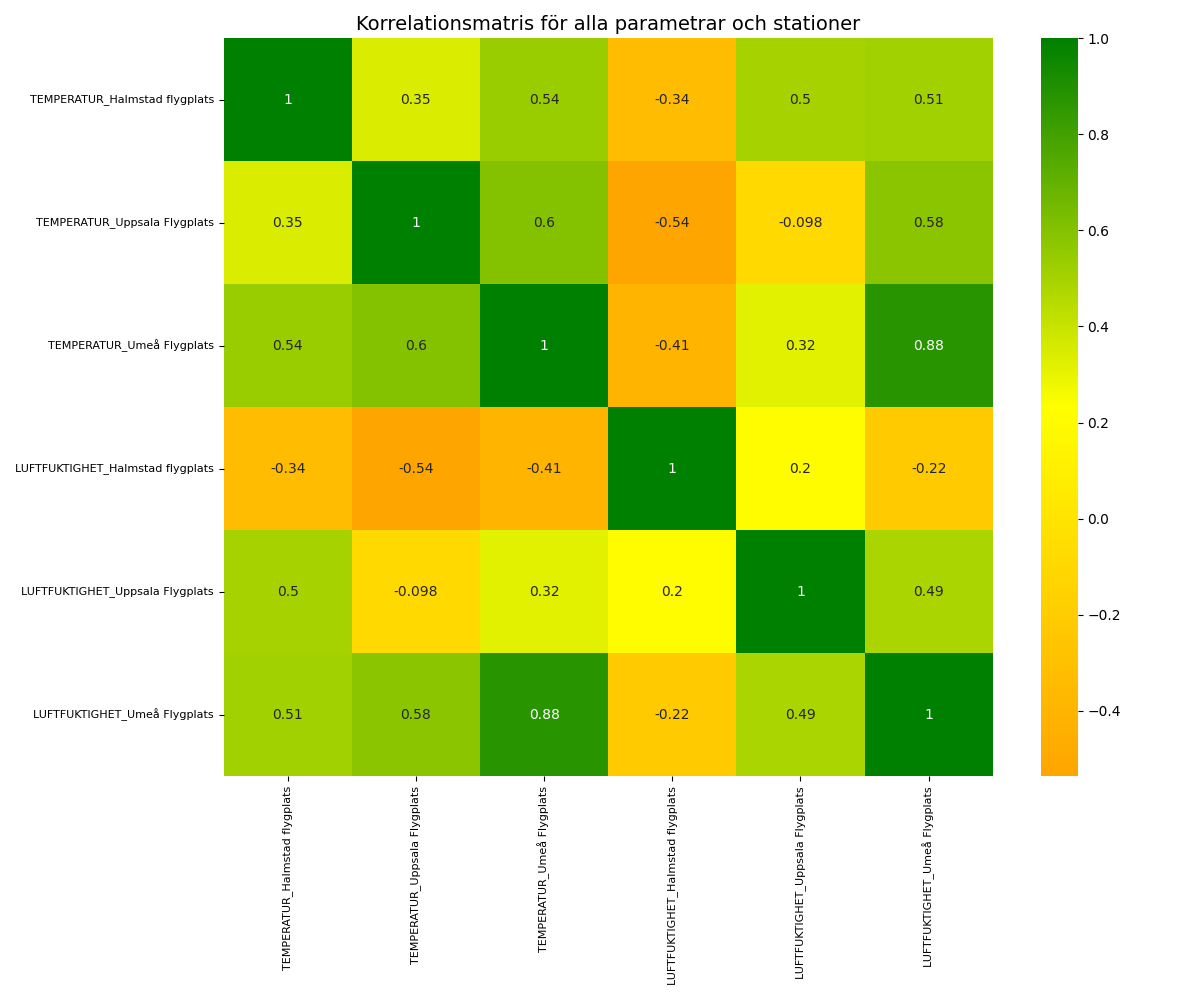 Korrelationsmatris för alla parametrar och stationer
TEMPERATUR_Halmstad flygplats 1 0.35 0.54 -0.34 0.5 0.51
TEMPERATUR_Uppsala Flygplats 0.35 1 0.6 -0.54 -0.098 0.58
TEMPERATUR_Umeå Flygplats 0.54 0.6 1 -0.41 0.32 0.88
LUFTFUKTIGHET_Halmstad flygplats -0.34 -0.54 -0.41 1 0.2 -0.22
LUFTFUKTIGHET_Uppsala Flygplats 0.5 -0.098 0.32 0.2 1 0.49
LUFTFUKTIGHET_Umeå Flygplats 0.51 0.58 0.88 -0.22 0.49 1
TEMPERATUR_Halmstad flygplats
TEMPERATUR_Uppsala Flygplats
TEMPERATUR_Umeå Flygplats
LUFTFUKTIGHET_Halmstad flygplats
LUFTFUKTIGHET_Uppsala Flygplats
LUFTFUKTIGHET_Umeå Flygplats
1.0
0.8
0.6
0.4
0.2
0.0
−0.2
−0.4